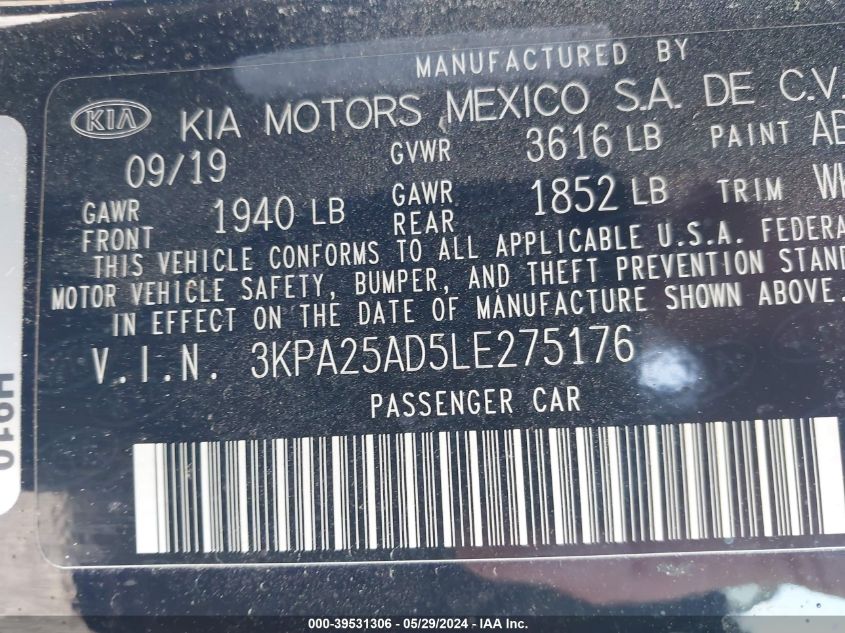 MANUFACTURED BY
KIA KIA MOTORS MEXICO S.A. DE C.V.
09/19 GVWR 3616 LB PAINT AB
GAWR FRONT 1940 LB GAWR REAR 1852 LB TRIM WK
THIS VEHICLE CONFORMS TO ALL APPLICABLE U.S.A. FEDERA
MOTOR VEHICLE SAFETY, BUMPER, AND THEFT PREVENTION STAND
IN EFFECT ON THE DATE OF MANUFACTURE SHOWN ABOVE.
V.I.N. 3KPA25AD5LE275176
PASSENGER CAR
000-39531306 - 05/29/2024 - IAA Inc.